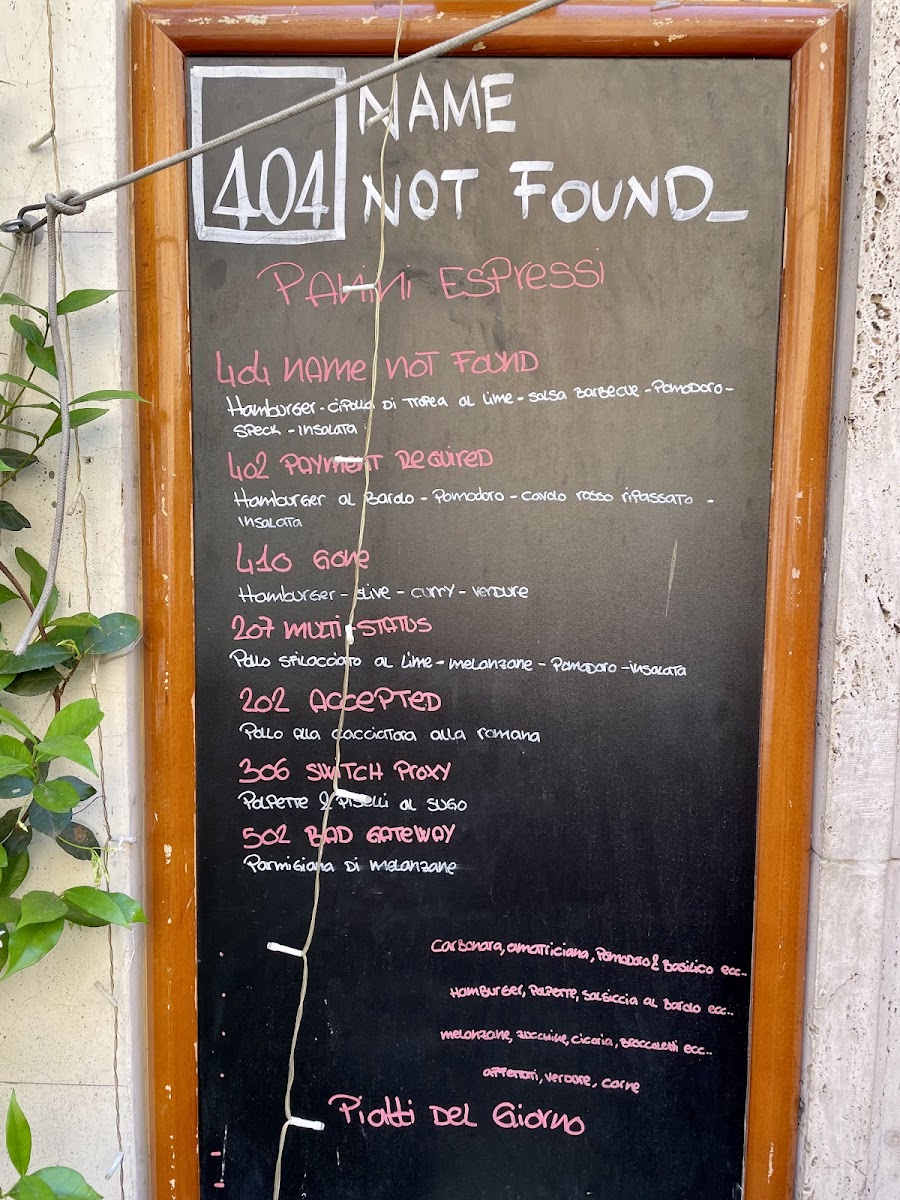 404 NAME
NOT FOUND_
PANiNi ESPRESSI
404 NAME NOT FOUND
HAMBURGER - CIPOLLA DI TROPEA AL LIME - SALSA BARBECUE - POMODORO -
SPECK - INSALATA
402 PAYMENT REQUIRED
HAMBURGER AL BAROLO - POMODORO - CAVOLO ROSSO RIPASSATO -
INSALATA
410 GONE
HAMBURGER - OLIVE - CURRY - VERDURE
207 MULTI-STATUS
POLLO SFILACCIATO AL LIME - MELANZANE - POMODORO - INSALATA
202 ACCEPTED
POLLO ALLA CACCIATORA ALLA ROMANA
306 SWITCH PROXY
POLPETTE & PISELLI AL SUGO
502 BAD GATEWAY
PARMIGIANA DI MELANZANE
CARBONARA, AMATRICIANA, POMODORO & BASILICO ECC..
HAMBURGER, POLPETTE, SALSICCIA AL BAROLO ECC..
MELANZANE, ZUCCHINE, CICORIA, BROCCOLETTI ECC..
AFFETTATI, VERDURE, CARNE
PIATTI DEL GIORNO